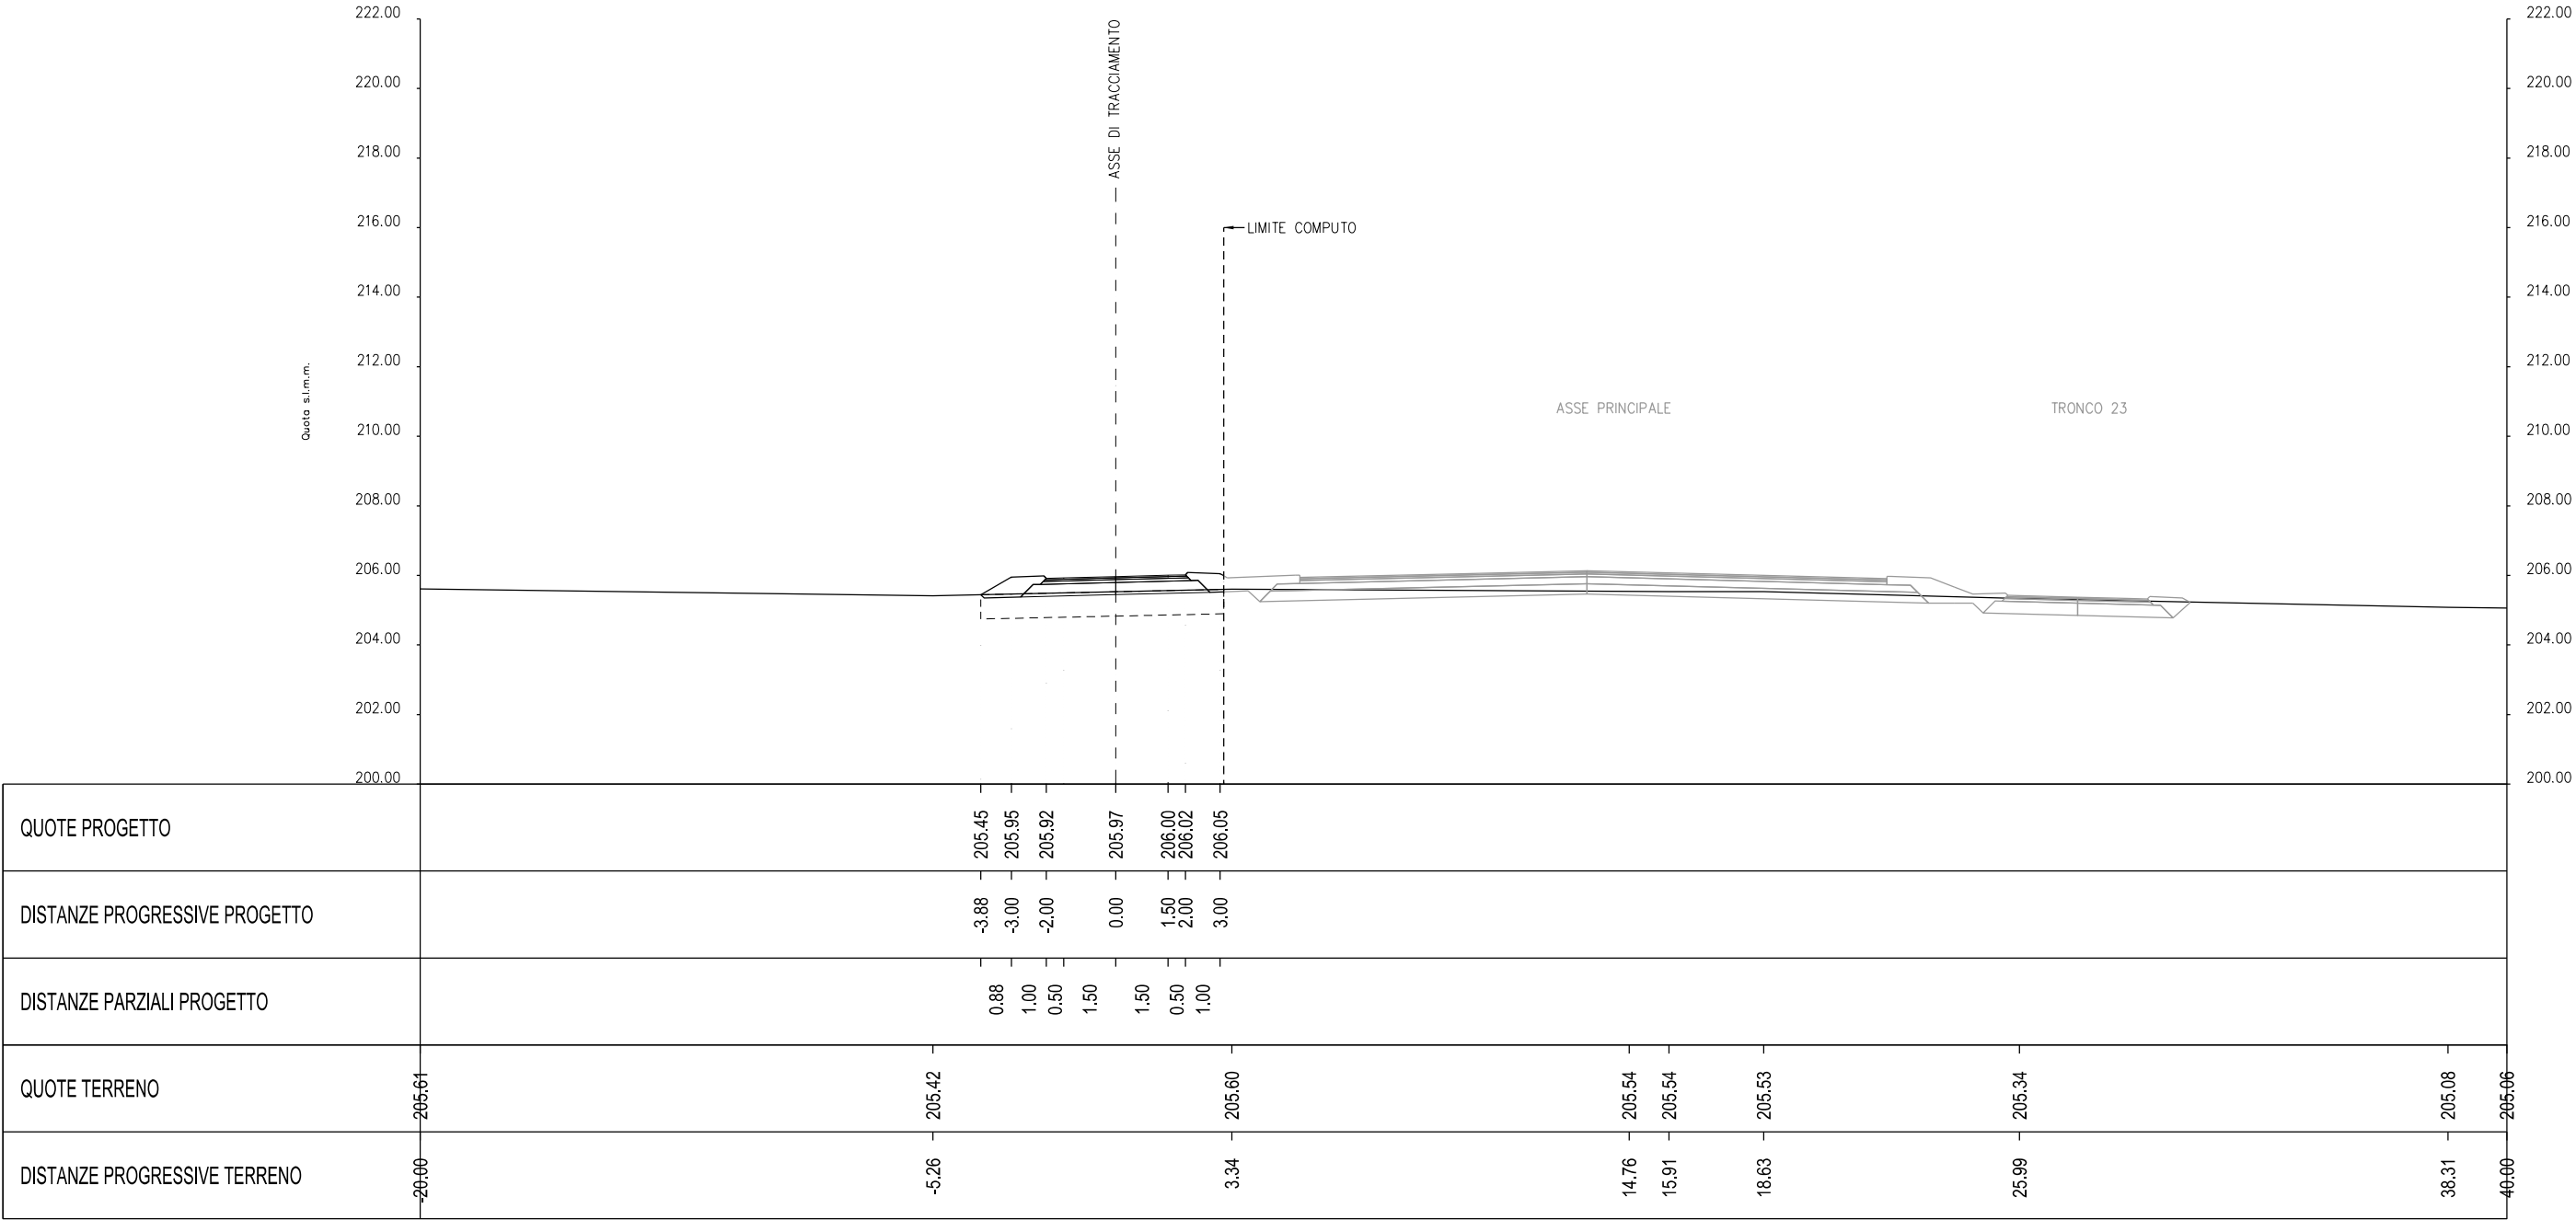 222.00 222.00
220.00 220.00
218.00 218.00
216.00 216.00
214.00 214.00
212.00 212.00
210.00 210.00
208.00 208.00
206.00 206.00
204.00 204.00
202.00 202.00
200.00 200.00
Quota s.l.m.m.
ASSE DI TRACCIAMENTO
LIMITE COMPUTO
ASSE PRINCIPALE
TRONCO 23
QUOTE PROGETTO 205.45 205.95 205.92 205.97 206.00 206.02 206.05
DISTANZE PROGRESSIVE PROGETTO -3.88 -3.00 -2.00 0.00 1.50 2.00 3.00
DISTANZE PARZIALI PROGETTO 0.88 1.00 0.50 1.50 1.50 0.50 1.00
QUOTE TERRENO 205.61 205.42 205.60 205.54 205.54 205.53 205.34 205.08 205.06
DISTANZE PROGRESSIVE TERRENO -20.00 -5.26 3.34 14.76 15.91 18.63 25.99 38.31 40.00